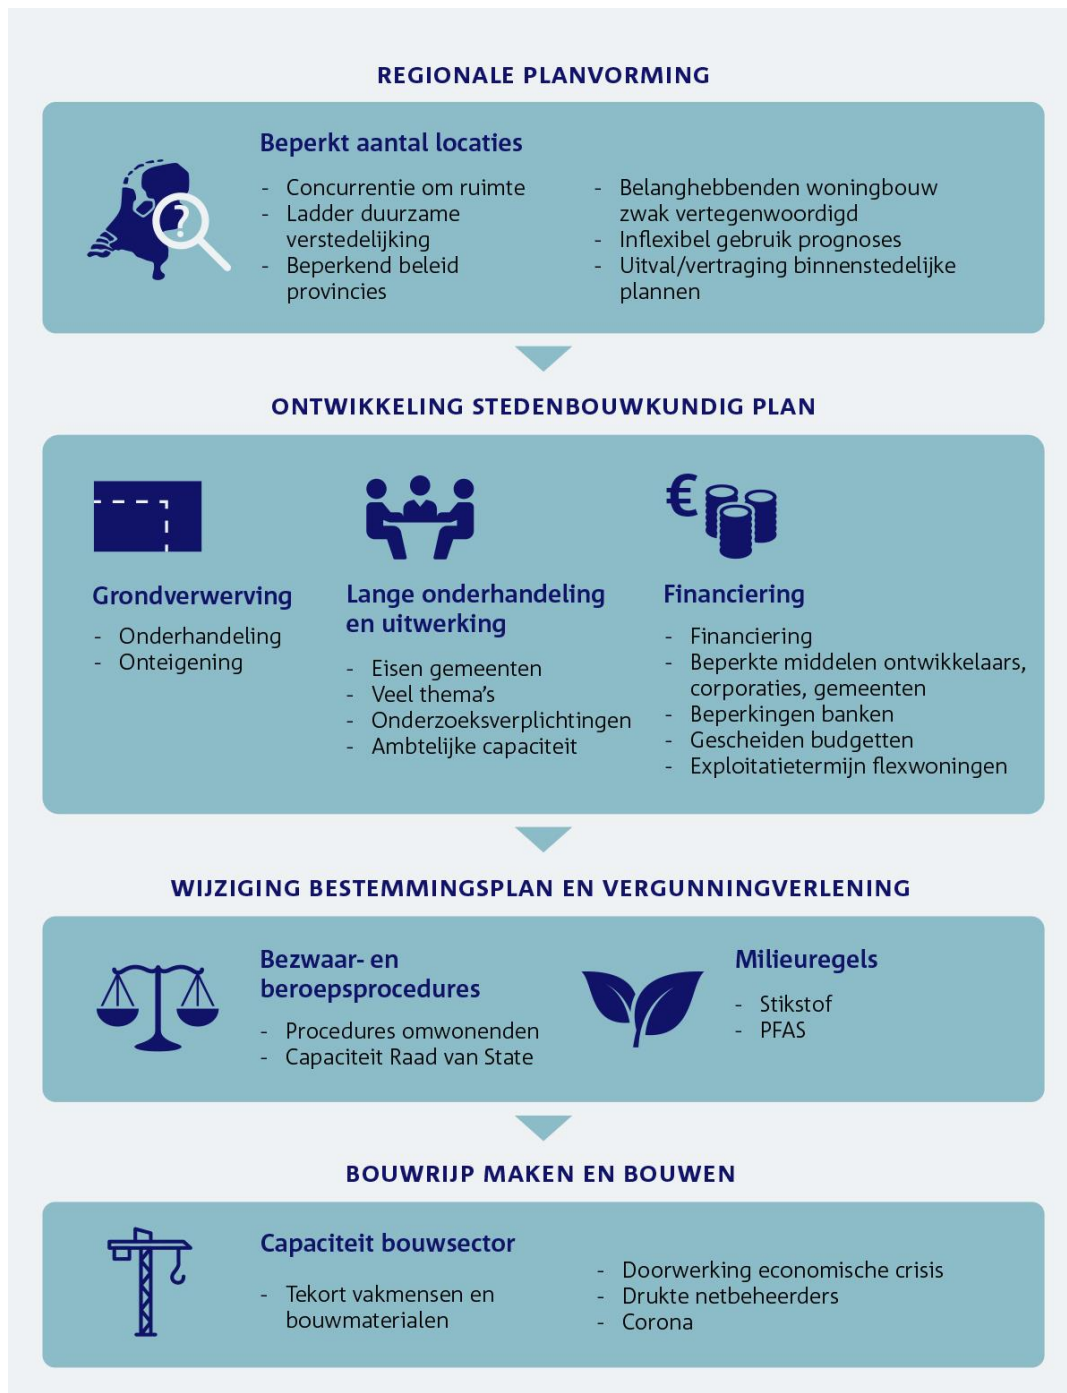 REGIONALE PLANVORMING
Beperkt aantal locaties
- Concurrentie om ruimte
- Ladder duurzame
verstedelijking
- Beperkend beleid
provincies
- Belanghebbenden woningbouw
zwak vertegenwoordigd
- Inflexibel gebruik prognoses
- Uitval/vertraging binnenstedelijke
plannen
?
ONTWIKKELING STEDENBOUWKUNDIG PLAN
Grondverwerving
- Onderhandeling
- Onteigening
Lange onderhandeling
en uitwerking
- Eisen gemeenten
- Veel thema's
- Onderzoeksverplichtingen
- Ambtelijke capaciteit
€
Financiering
- Financiering
- Beperkte middelen ontwikkelaars,
corporaties, gemeenten
- Beperkingen banken
- Gescheiden budgetten
- Exploitatietermijn flexwoningen
WIJZIGING BESTEMMINGSPLAN EN VERGUNNINGVERLENING
Bezwaar- en
beroepsprocedures
- Procedures omwonenden
- Capaciteit Raad van State
Milieuregels
- Stikstof
- PFAS
BOUWRIJP MAKEN EN BOUWEN
Capaciteit bouwsector
- Tekort vakmensen en
bouwmaterialen
- Doorwerking economische crisis
- Drukte netbeheerders
- Corona